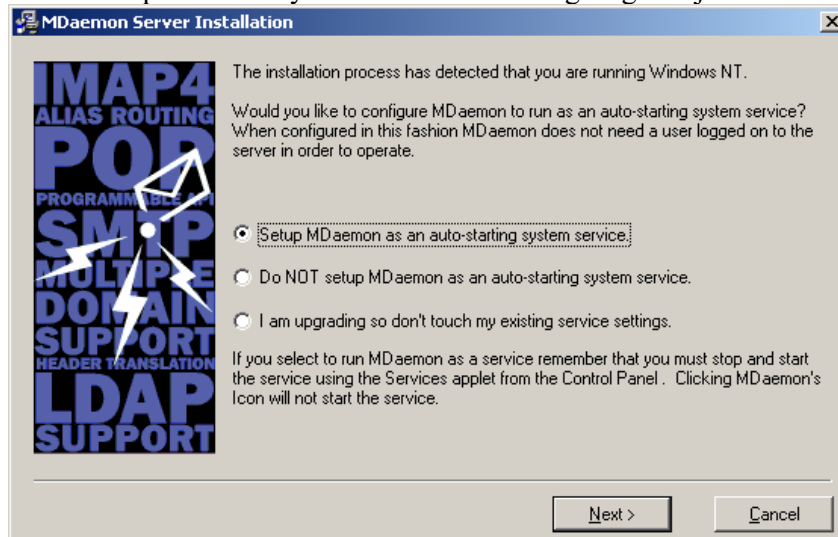 MDaemon Server Installation
IMAP4
ALIAS ROUTING
POP
PROGRAMMABLE API
SMTP
MULTIPLE
DOMAIN
SUPPORT
HEADER TRANSLATION
LDAP
SUPPORT
The installation process has detected that you are running Windows NT.
Would you like to configure MDaemon to run as an auto-starting system service?
When configured in this fashion MDaemon does not need a user logged on to the
server in order to operate.
Setup MDaemon as an auto-starting system service.
Do NOT setup MDaemon as an auto-starting system service.
I am upgrading so don't touch my existing service settings.
If you select to run MDaemon as a service remember that you must stop and start
the service using the Services applet from the Control Panel . Clicking MDaemon's
Icon will not start the service.
Next >
Cancel